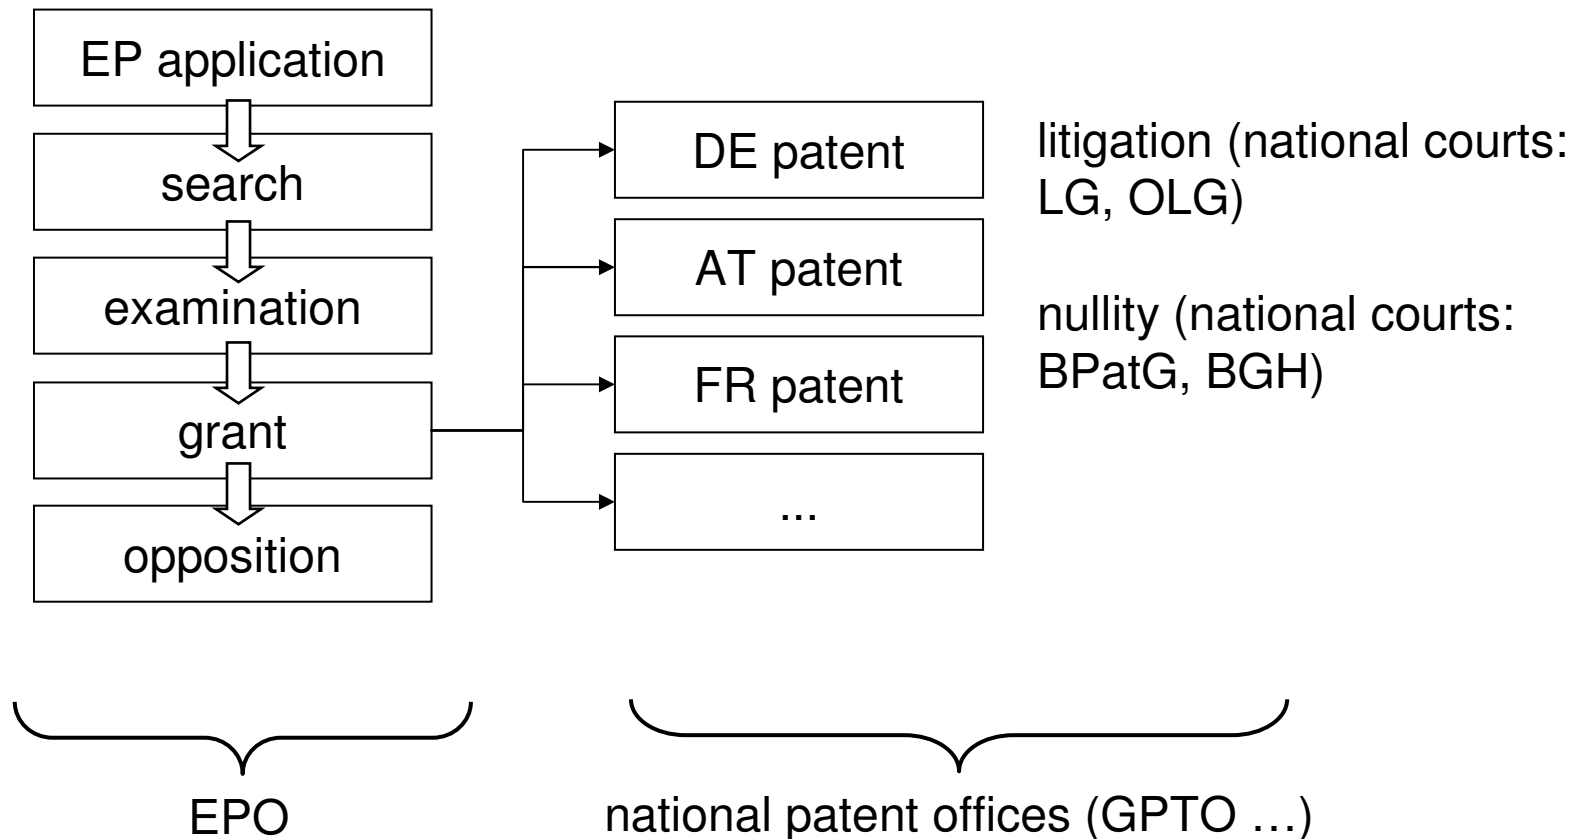 EP application
search
examination
grant
opposition
DE patent
AT patent
FR patent
...
litigation (national courts:
LG, OLG)
nullity (national courts:
BPatG, BGH)
EPO
national patent offices (GPTO ...)